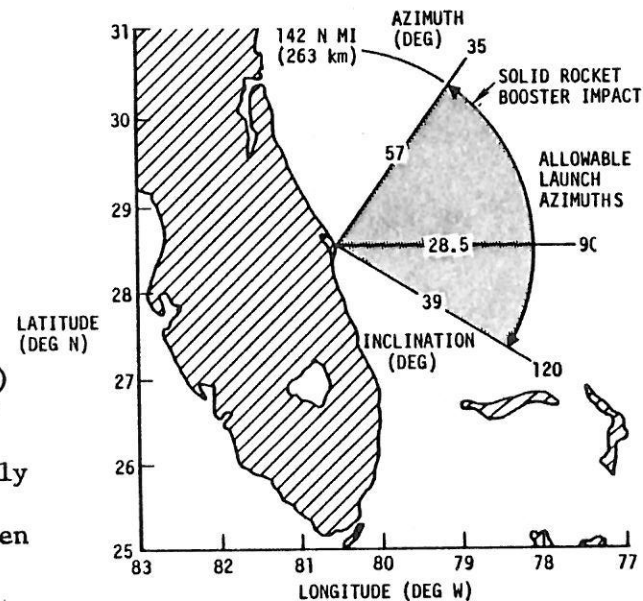 AZIMUTH
(DEG)
142 N MI
(263 km)
35
SOLID ROCKET
BOOSTER IMPACT
57
ALLOWABLE
LAUNCH
AZIMUTHS
28.5
90
39
INCLINATION
(DEG)
120
31
30
29
28
27
26
25
LATITUDE
(DEG N)
83
82
81
80
79
78
77
LONGITUDE (DEG W)
)
ly
en